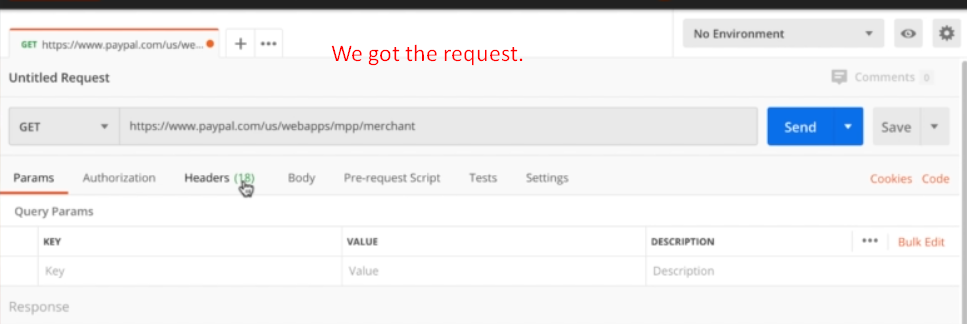 GET https://www.paypal.com/us/we...
+
•••
We got the request.
No Environment
Untitled Request
Comments 0
GET
https://www.paypal.com/us/webapps/mpp/merchant
Send
Save
Params
Authorization
Headers (18)
Body
Pre-request Script
Tests
Settings
Cookies
Code
Query Params
KEY
VALUE
DESCRIPTION
•••
Bulk Edit
Key
Value
Description
Response